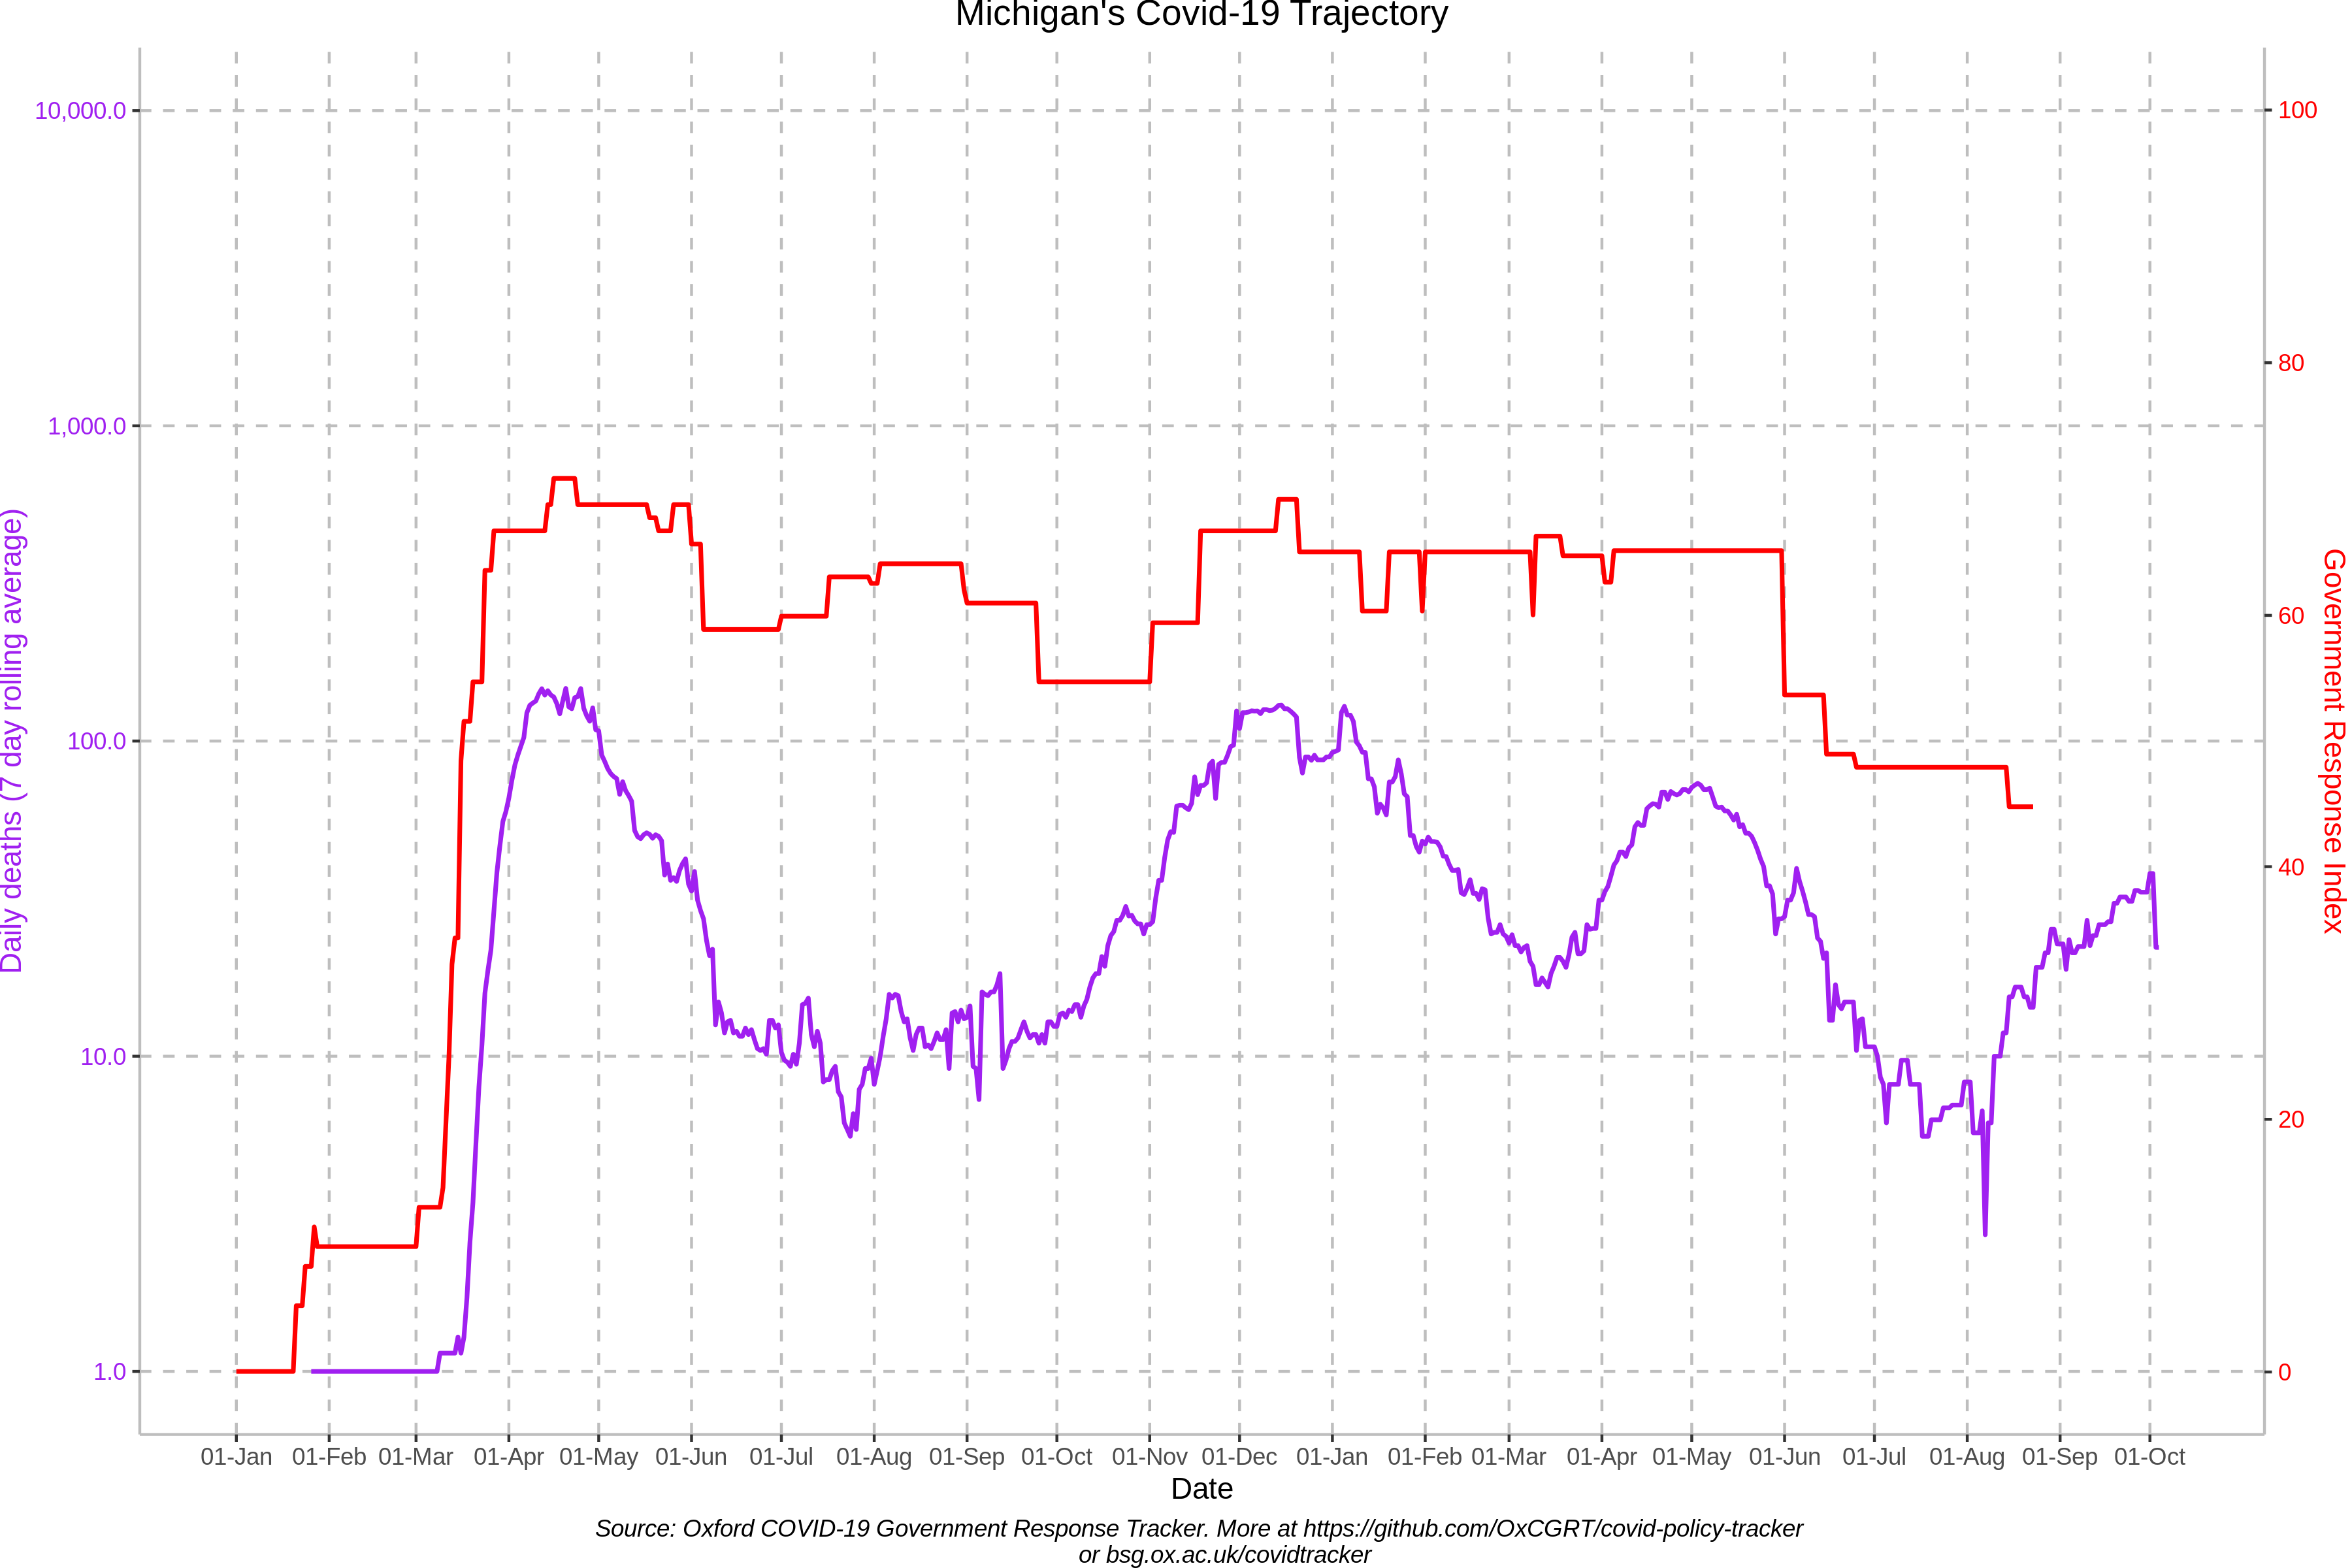 Michigan's Covid-19 Trajectory
10,000.0
1,000.0
100.0
10.0
1.0
Daily deaths (7 day rolling average)
100
80
60
40
20
0
Government Response Index
01-Jan 01-Feb 01-Mar 01-Apr 01-May 01-Jun 01-Jul 01-Aug 01-Sep 01-Oct 01-Nov 01-Dec 01-Jan 01-Feb 01-Mar 01-Apr 01-May 01-Jun 01-Jul 01-Aug 01-Sep 01-Oct
Date
Source: Oxford COVID-19 Government Response Tracker. More at https://github.com/OxCGRT/covid-policy-tracker
or bsg.ox.ac.uk/covidtracker